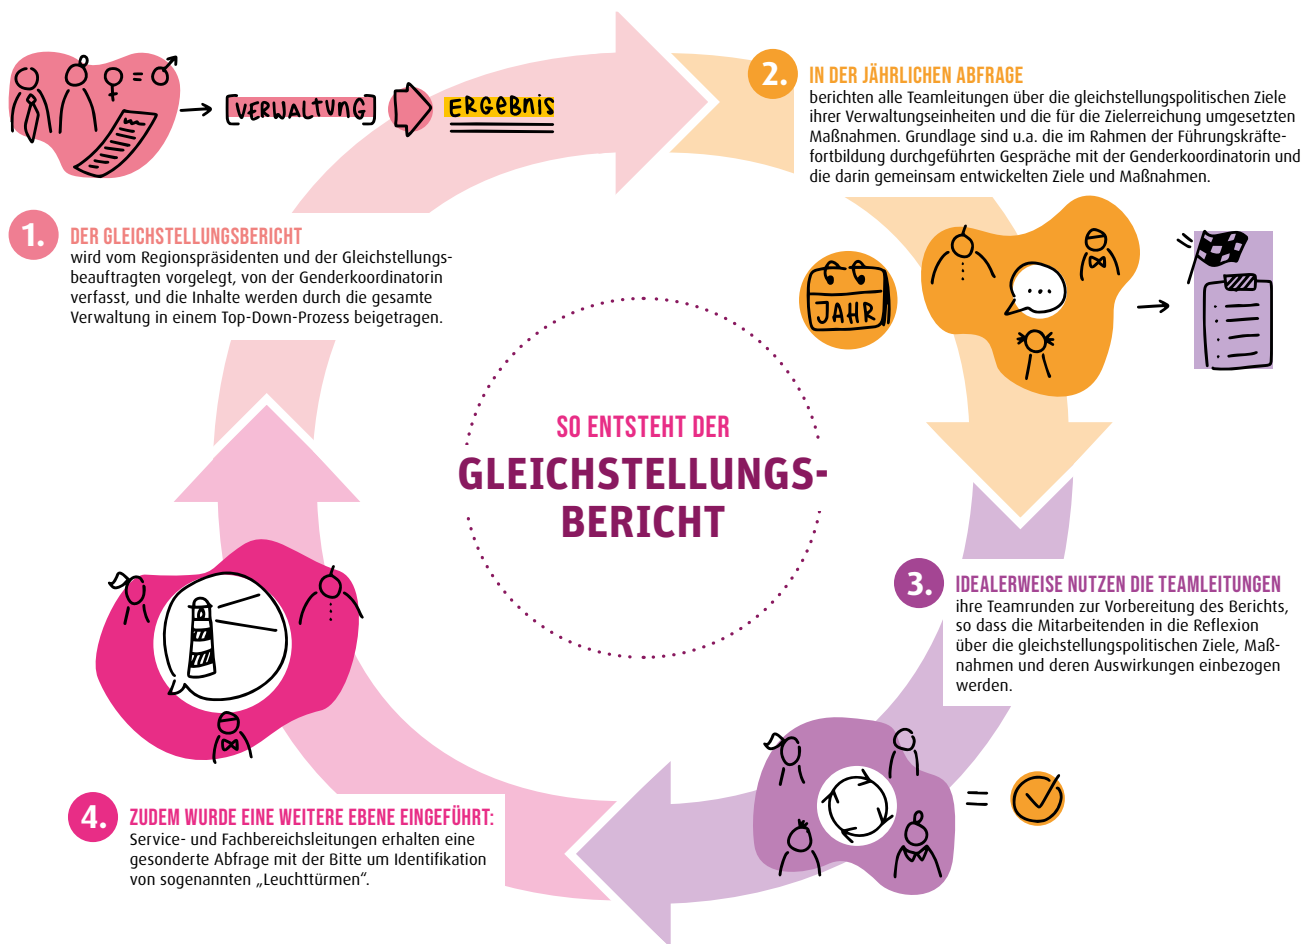 [VERWALTUNG]
ERGEBNIS
1.
DER GLEICHSTELLUNGSBERICHT
wird vom Regionspräsidenten und der Gleichstellungs-
beauftragten vorgelegt, von der Genderkoordinatorin
verfasst, und die Inhalte werden durch die gesamte
Verwaltung in einem Top-Down-Prozess beigetragen.
2.
IN DER JÄHRLICHEN ABFRAGE
berichten alle Teamleitungen über die gleichstellungspolitischen Ziele
ihrer Verwaltungseinheiten und die für die Zielerreichung umgesetzten
Maßnahmen. Grundlage sind u.a. die im Rahmen der Führungskräfte-
fortbildung durchgeführten Gespräche mit der Genderkoordinatorin und
die darin gemeinsam entwickelten Ziele und Maßnahmen.
JAHR
SO ENTSTEHT DER
GLEICHSTELLUNGS-
BERICHT
3.
IDEALERWEISE NUTZEN DIE TEAMLEITUNGEN
ihre Teamrunden zur Vorbereitung des Berichts,
so dass die Mitarbeitenden in die Reflexion
über die gleichstellungspolitischen Ziele, Maß-
nahmen und deren Auswirkungen einbezogen
werden.
4.
ZUDEM WURDE EINE WEITERE EBENE EINGEFÜHRT:
Service- und Fachbereichsleitungen erhalten eine
gesonderte Abfrage mit der Bitte um Identifikation
von sogenannten „Leuchttürmen“.